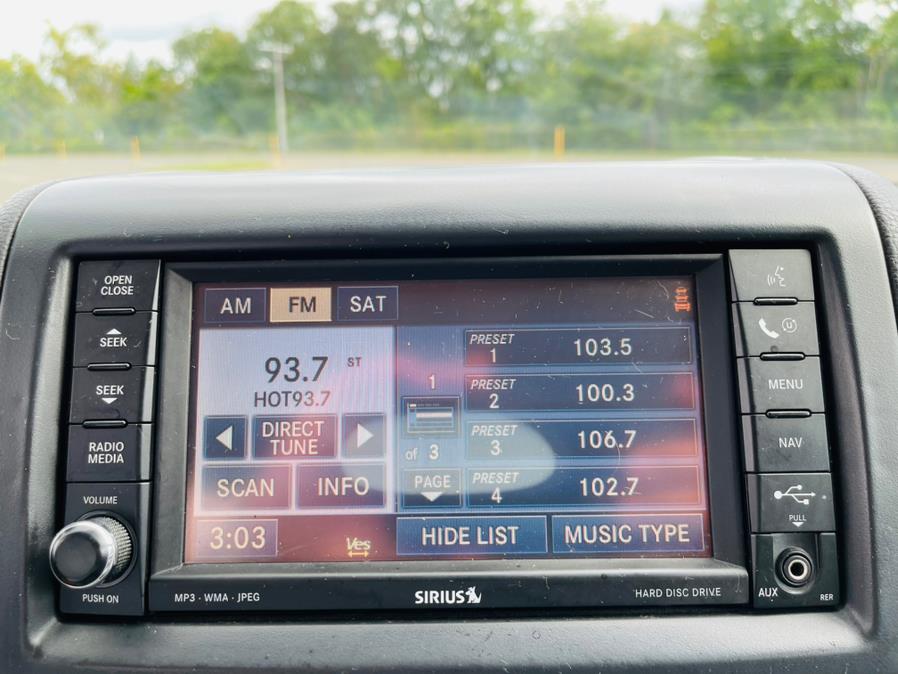 OPEN
CLOSE
SEEK
SEEK
RADIO
MEDIA
VOLUME
PUSH ON
AM
FM
SAT
93.7 ST
HOT93.7
DIRECT
TUNE
SCAN
INFO
3:03
Ves
1
of 3
PAGE
PRESET
1
103.5
PRESET
2
100.3
PRESET
3
106.7
PRESET
4
102.7
HIDE LIST
MUSIC TYPE
MP3 · WMA · JPEG
SIRIUS
HARD DISC DRIVE
U
MENU
NAV
PULL
AUX
RER